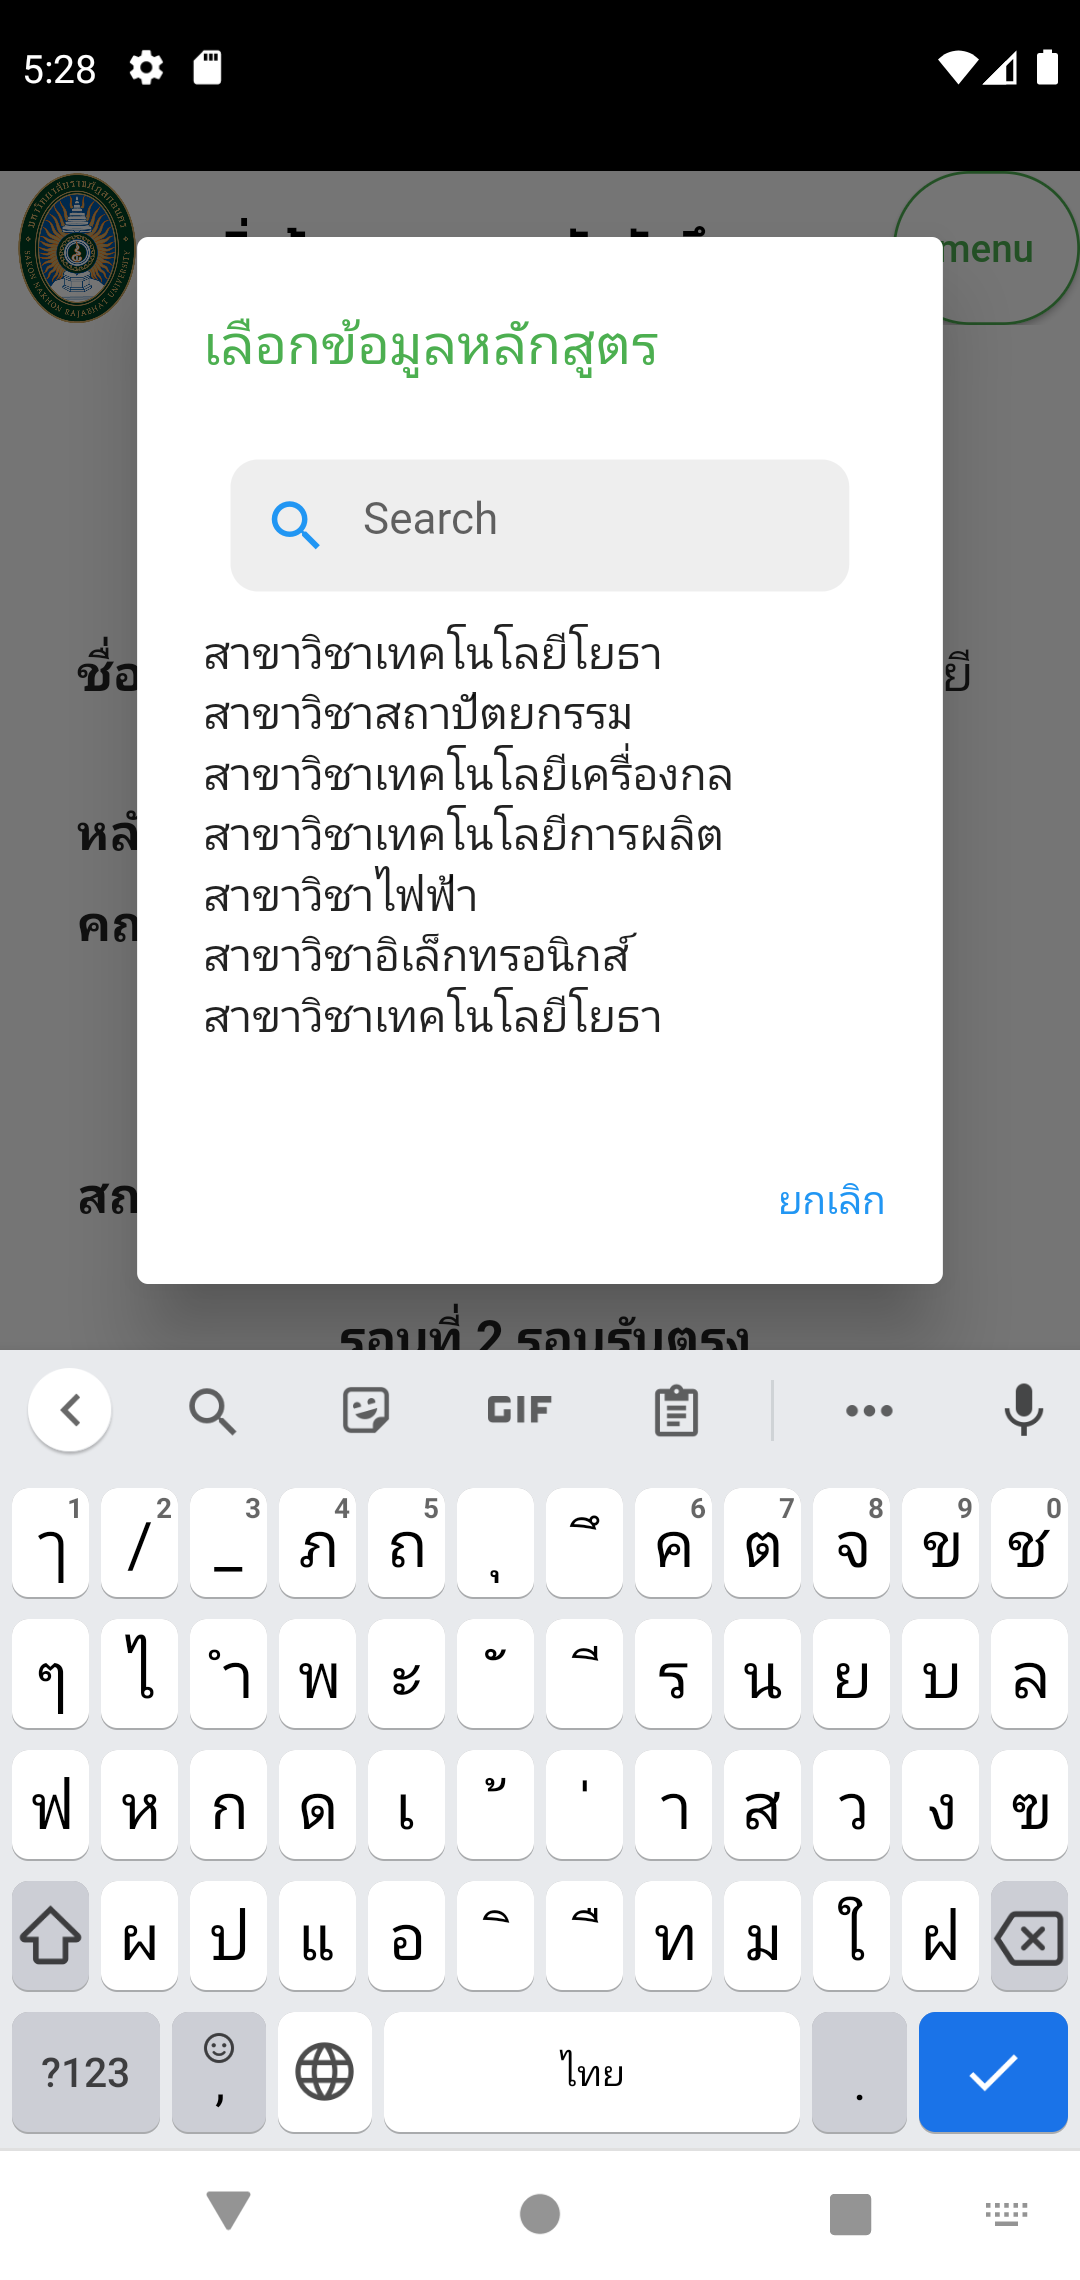 5:28
menu
เลือกข้อมูลหลักสูตร
Search
สาขาวิชาเทคโนโลยีโยธา
สาขาวิชาสถาปัตยกรรม
สาขาวิชาเทคโนโลยีเครื่องกล
สาขาวิชาเทคโนโลยีการผลิต
สาขาวิชาไฟฟ้า
สาขาวิชาอิเล็กทรอนิกส์
สาขาวิชาเทคโนโลยีโยธา
ยกเลิก
รอบที่ 2 รอบรับตรง
GIF
ๅ 1 / 2 _ 3 ภ 4 ถ 5 ุ ึ ค 6 ต 7 จ 8 ข 9 ช 0
ๆ ไ ำ พ ะ ั ี ร น ย บ ล
ฟ ห ก ด เ ้ ่ า ส ว ง ฃ
ผ ป แ อ ิ ื ท ม ใ ฝ
?123 , ไทย .